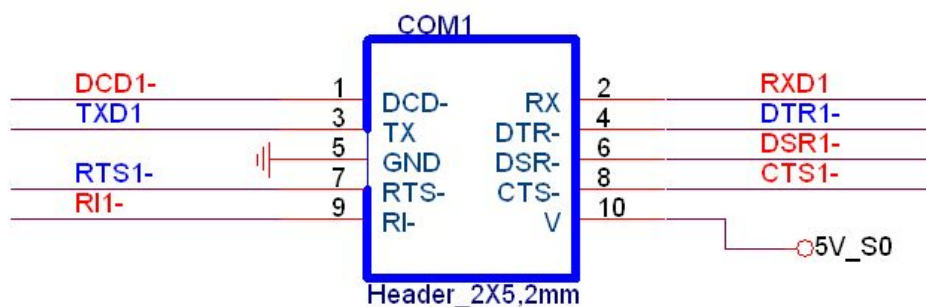 COM1
DCD1- 1 DCD- RX 2 RXD1
TXD1 3 TX DTR- 4 DTR1-
5 GND DSR- 6 DSR1-
RTS1- 7 RTS- CTS- 8 CTS1-
RI1- 9 RI- V 10
5V_S0
Header_2X5,2mm